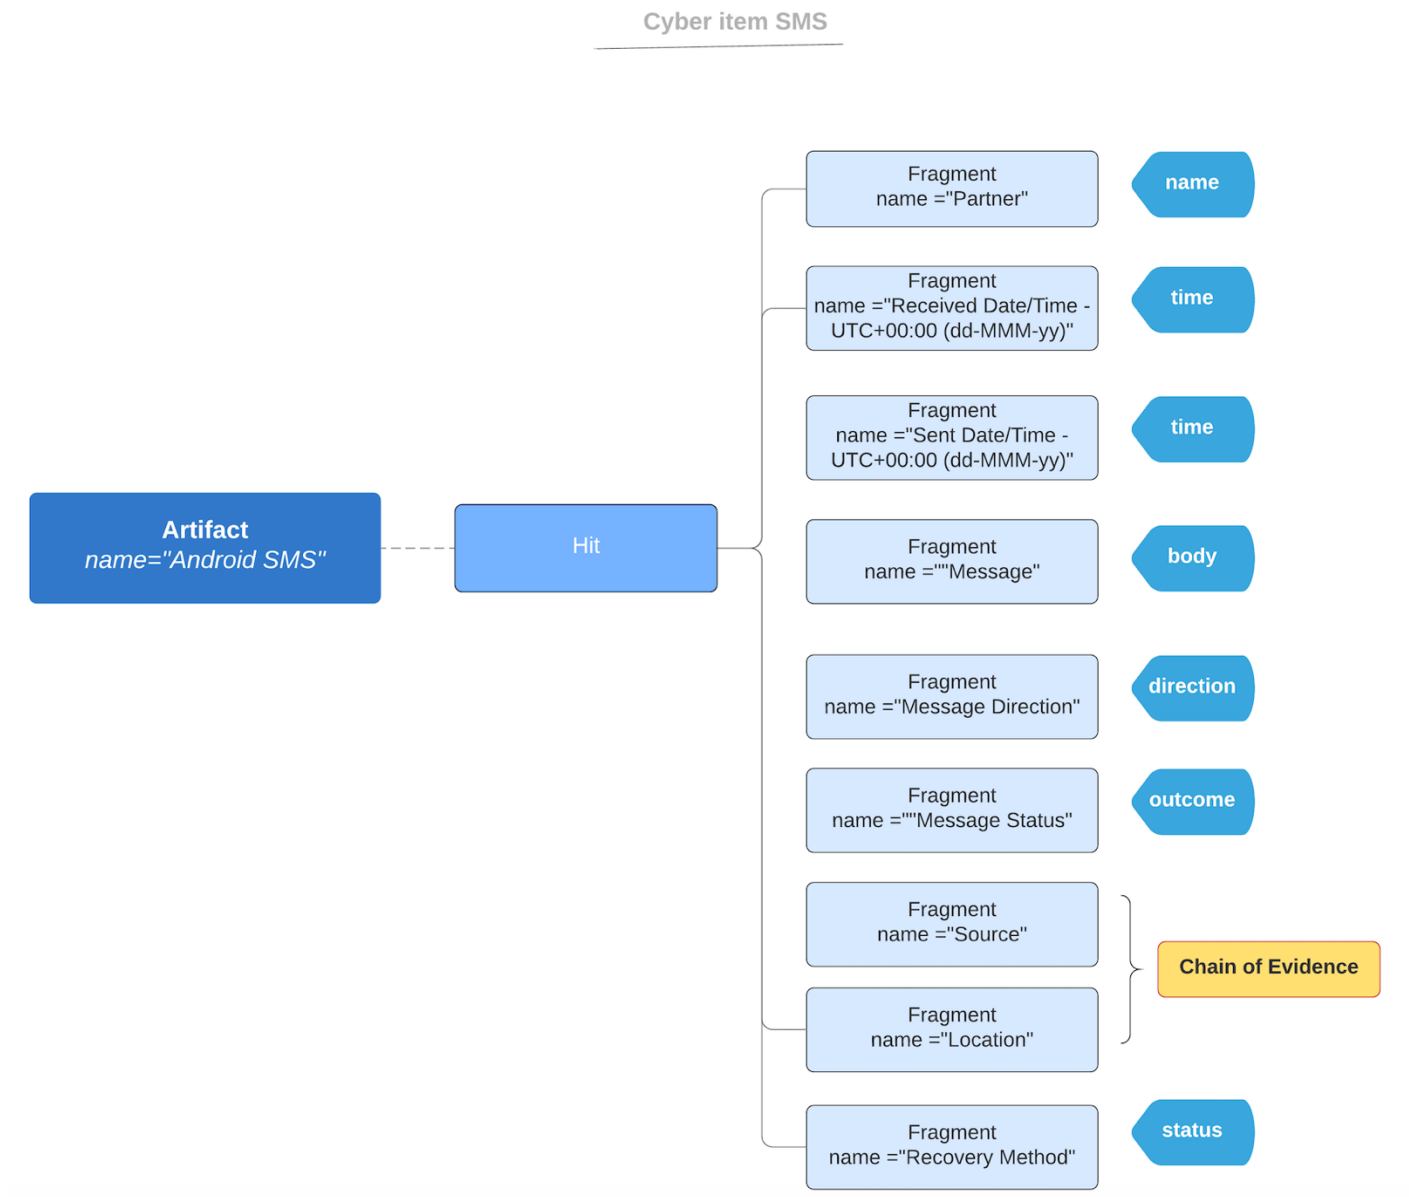 Cyber item SMS
Fragment
name ="Partner"
name
Fragment
name ="Received Date/Time -
UTC+00:00 (dd-MMM-yy)"
time
Fragment
name ="Sent Date/Time -
UTC+00:00 (dd-MMM-yy)"
time
Artifact
name="Android SMS"
Hit
Fragment
name =""Message"
body
Fragment
name ="Message Direction"
direction
Fragment
name =""Message Status"
outcome
Fragment
name ="Source"
Chain of Evidence
Fragment
name ="Location"
Fragment
name ="Recovery Method"
status